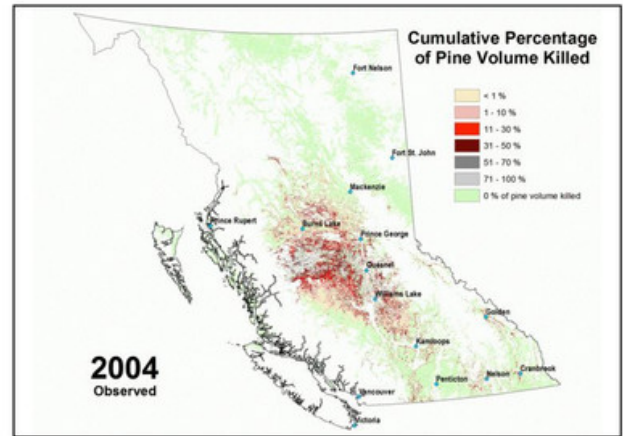 Cumulative Percentage
of Pine Volume Killed
< 1 %
1 - 10 %
11 - 30 %
31 - 50 %
51 - 70 %
71 - 100 %
0 % of pine volume killed
Fort Nelson
Fort St. John
Mackenzie
Prince Rupert
Burns Lake
Prince George
Quesnel
Williams Lake
Golden
Kamloops
Penticton
Nelson
Cranbrook
Vancouver
Victoria
2004
Observed